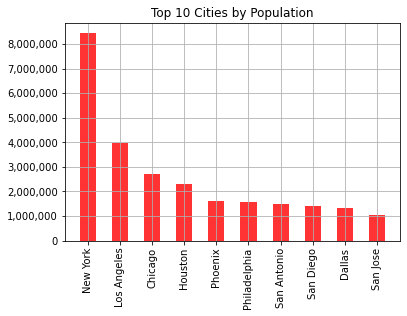 Top 10 Cities by Population
8,000,000
7,000,000
6,000,000
5,000,000
4,000,000
3,000,000
2,000,000
1,000,000
0
New York
Los Angeles
Chicago
Houston
Phoenix
Philadelphia
San Antonio
San Diego
Dallas
San Jose